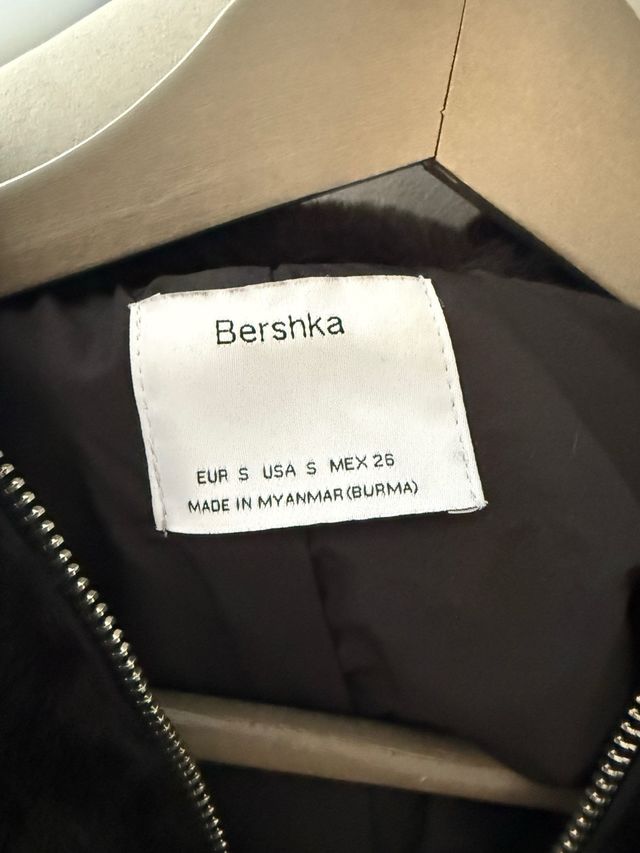 Bershka
EUR S USA S MEX 26
MADE IN MYANMAR (BURMA)